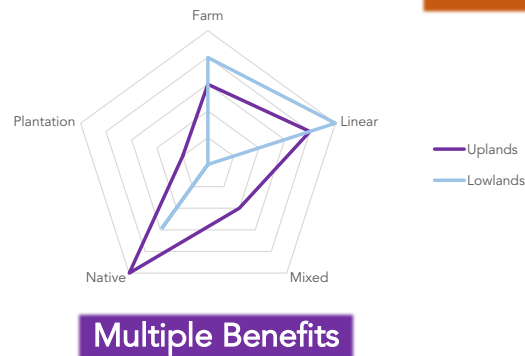 Farm
Plantation
Linear
Uplands
Lowlands
Native
Mixed
Multiple Benefits